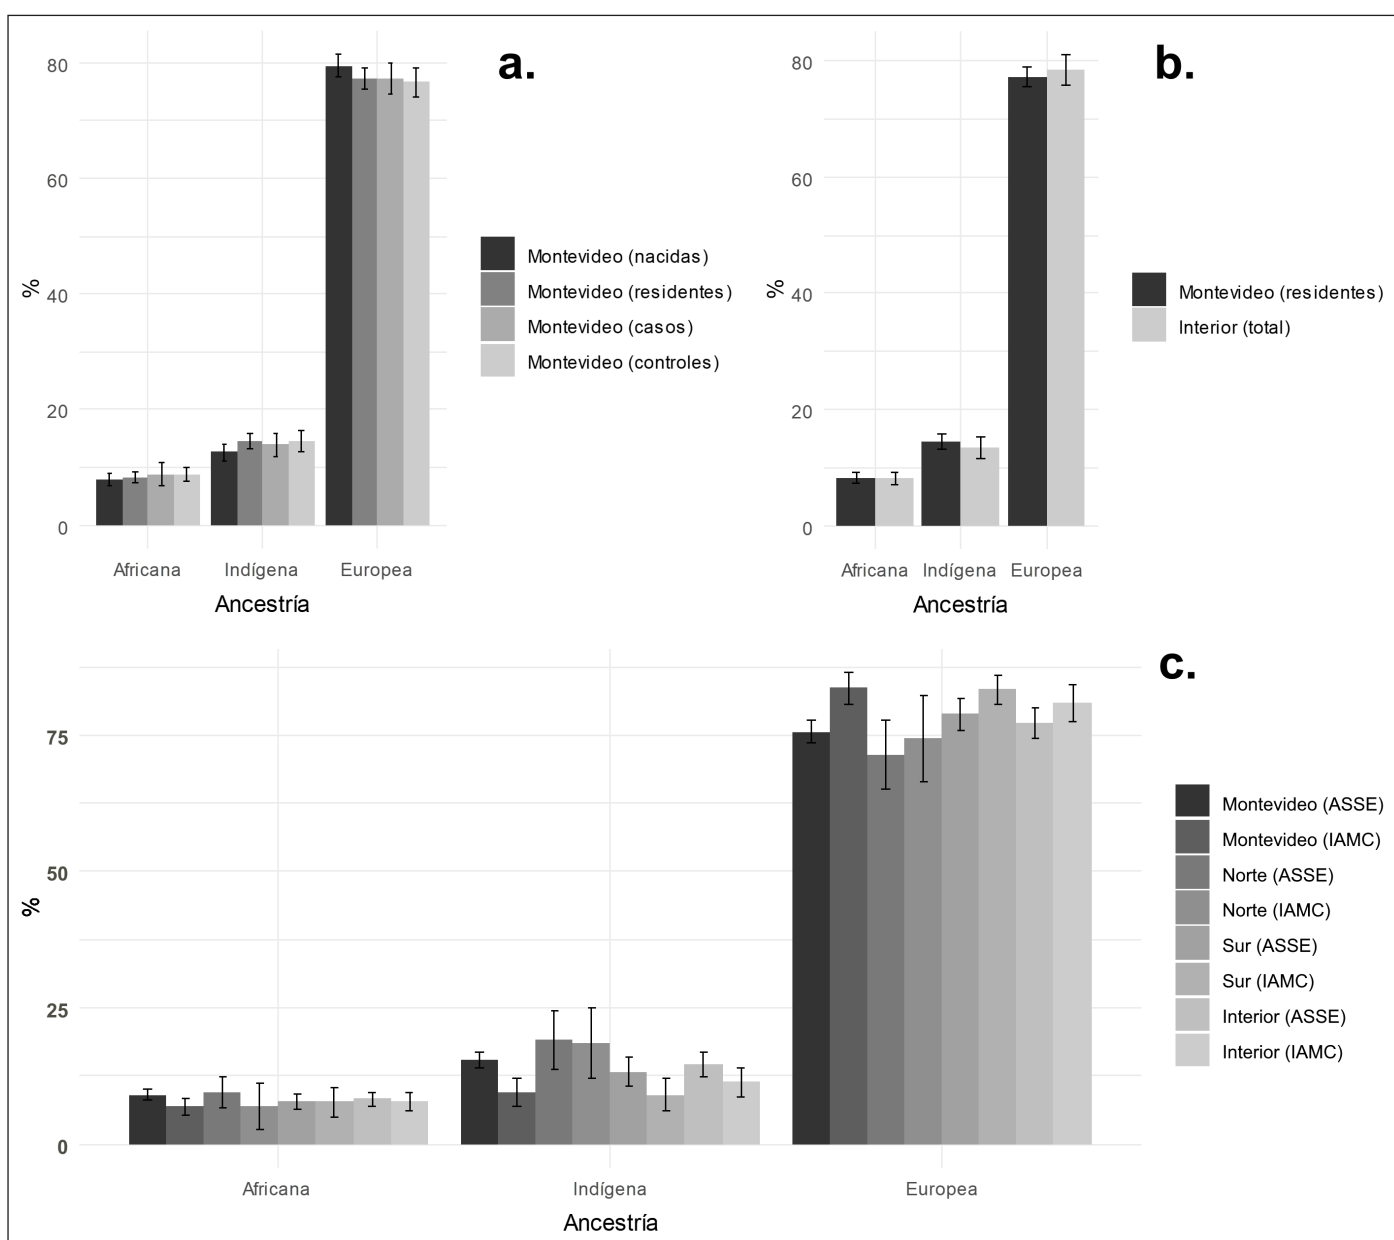 a.
80
60
40
20
0
%
Africana
Indígena
Europea
Ancestría
Montevideo (nacidas)
Montevideo (residentes)
Montevideo (casos)
Montevideo (controles)
b.
80
60
40
20
0
%
Africana
Indígena
Europea
Ancestría
Montevideo (residentes)
Interior (total)
c.
75
50
25
0
%
Africana
Indígena
Europea
Ancestría
Montevideo (ASSE)
Montevideo (IAMC)
Norte (ASSE)
Norte (IAMC)
Sur (ASSE)
Sur (IAMC)
Interior (ASSE)
Interior (IAMC)